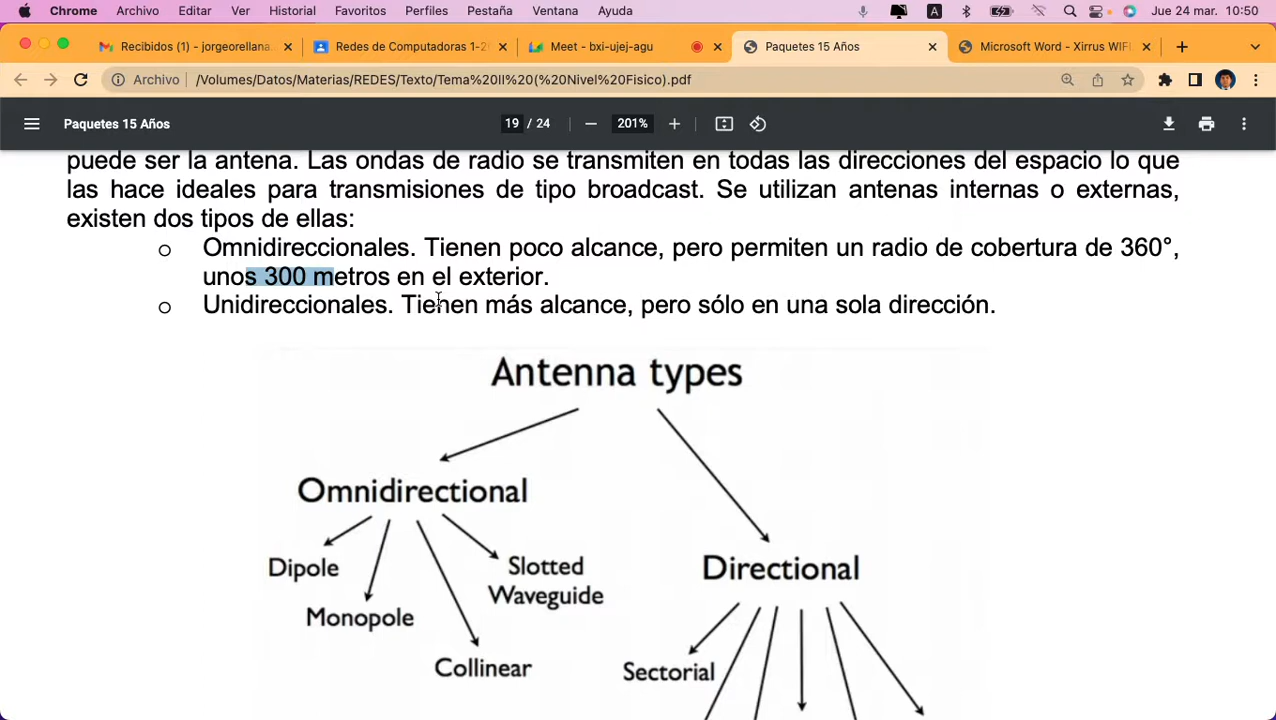 Chrome Archivo Editar Ver Historial Favoritos Perfiles Pestaña Ventana Ayuda A Jue 24 mar. 10:50
Recibidos (1) - jorgeorellana. Redes de Computadoras 1-2 Meet - bxi-ujej-agu Paquetes 15 Años Microsoft Word - Xirrus WIFI
Archivo /Volumes/Datos/Materias/REDES/Texto/Tema%20II%20(%20Nivel%20Fisico).pdf
Paquetes 15 Años 19 / 24 201%
puede ser la antena. Las ondas de radio se transmiten en todas las direcciones del espacio lo que
las hace ideales para transmisiones de tipo broadcast. Se utilizan antenas internas o externas,
existen dos tipos de ellas:
o Omnidireccionales. Tienen poco alcance, pero permiten un radio de cobertura de 360°,
unos 300 metros en el exterior.
o Unidireccionales. Tienen más alcance, pero sólo en una sola dirección.
Antenna types
Omnidirectional
Dipole
Monopole
Collinear
Slotted
Waveguide
Directional
Sectorial